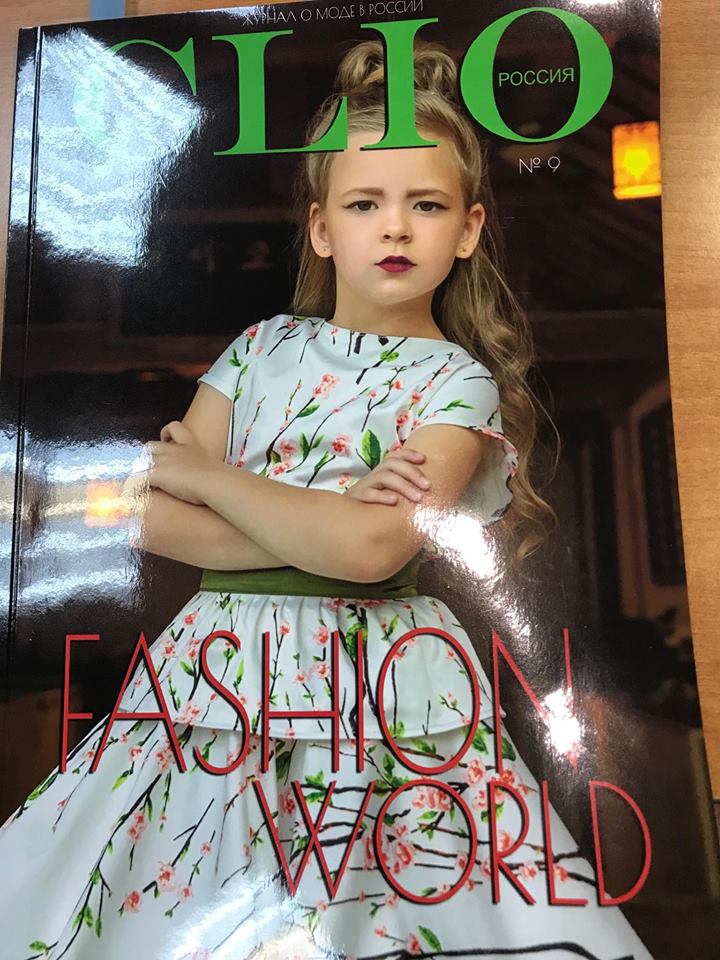 ЖУРНАЛ О МОДЕ В РОССИИ
CLIO
РОССИЯ
№ 9
FASHION
WORLD